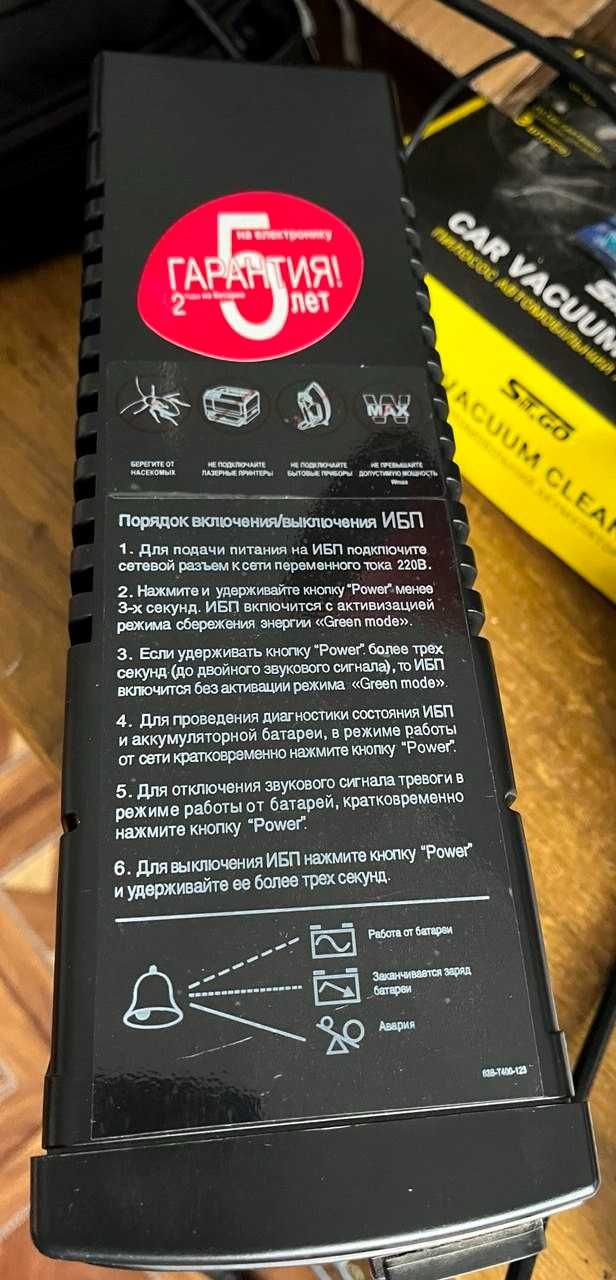 на електронику
5
ГАРАНТИЯ!
2 года на батарею
лет
MAX
W
БЕРЕГИТЕ ОТ
НАСЕКОМЫХ
НЕ ПОДКЛЮЧАЙТЕ
ЛАЗЕРНЫЕ ПРИНТЕРЫ
НЕ ПОДКЛЮЧАЙТЕ
БЫТОВЫЕ ПРИБОРЫ
НЕ ПРЕВЫШАЙТЕ
ДОПУСТИМУЮ МОЩНОСТЬ
Wmax
Порядок включения/выключения ИБП
1. Для подачи питания на ИБП подключите
сетевой разъем к сети переменного тока 220В.
2. Нажмите и удерживайте кнопку "Power" менее
3-х секунд. ИБП включится с активизацией
режима сбережения энергии «Green mode».
3. Если удерживать кнопку "Power" более трех
секунд (до двойного звукового сигнала), то ИБП
включится без активации режима «Green mode».
4. Для проведения диагностики состояния ИБП
и аккумуляторной батареи, в режиме работы
от сети кратковременно нажмите кнопку "Power".
5. Для отключения звукового сигнала тревоги в
режиме работы от батарей, кратковременно
нажмите кнопку "Power".
6. Для выключения ИБП нажмите кнопку "Power"
и удерживайте ее более трех секунд.
Работа от батареи
Заканчивается заряд
батареи
Авария
63B-T400-123
CAR VACUUM
ПИЛОСОС АВТОМОБІЛЬНИЙ
VACUUM CLEA